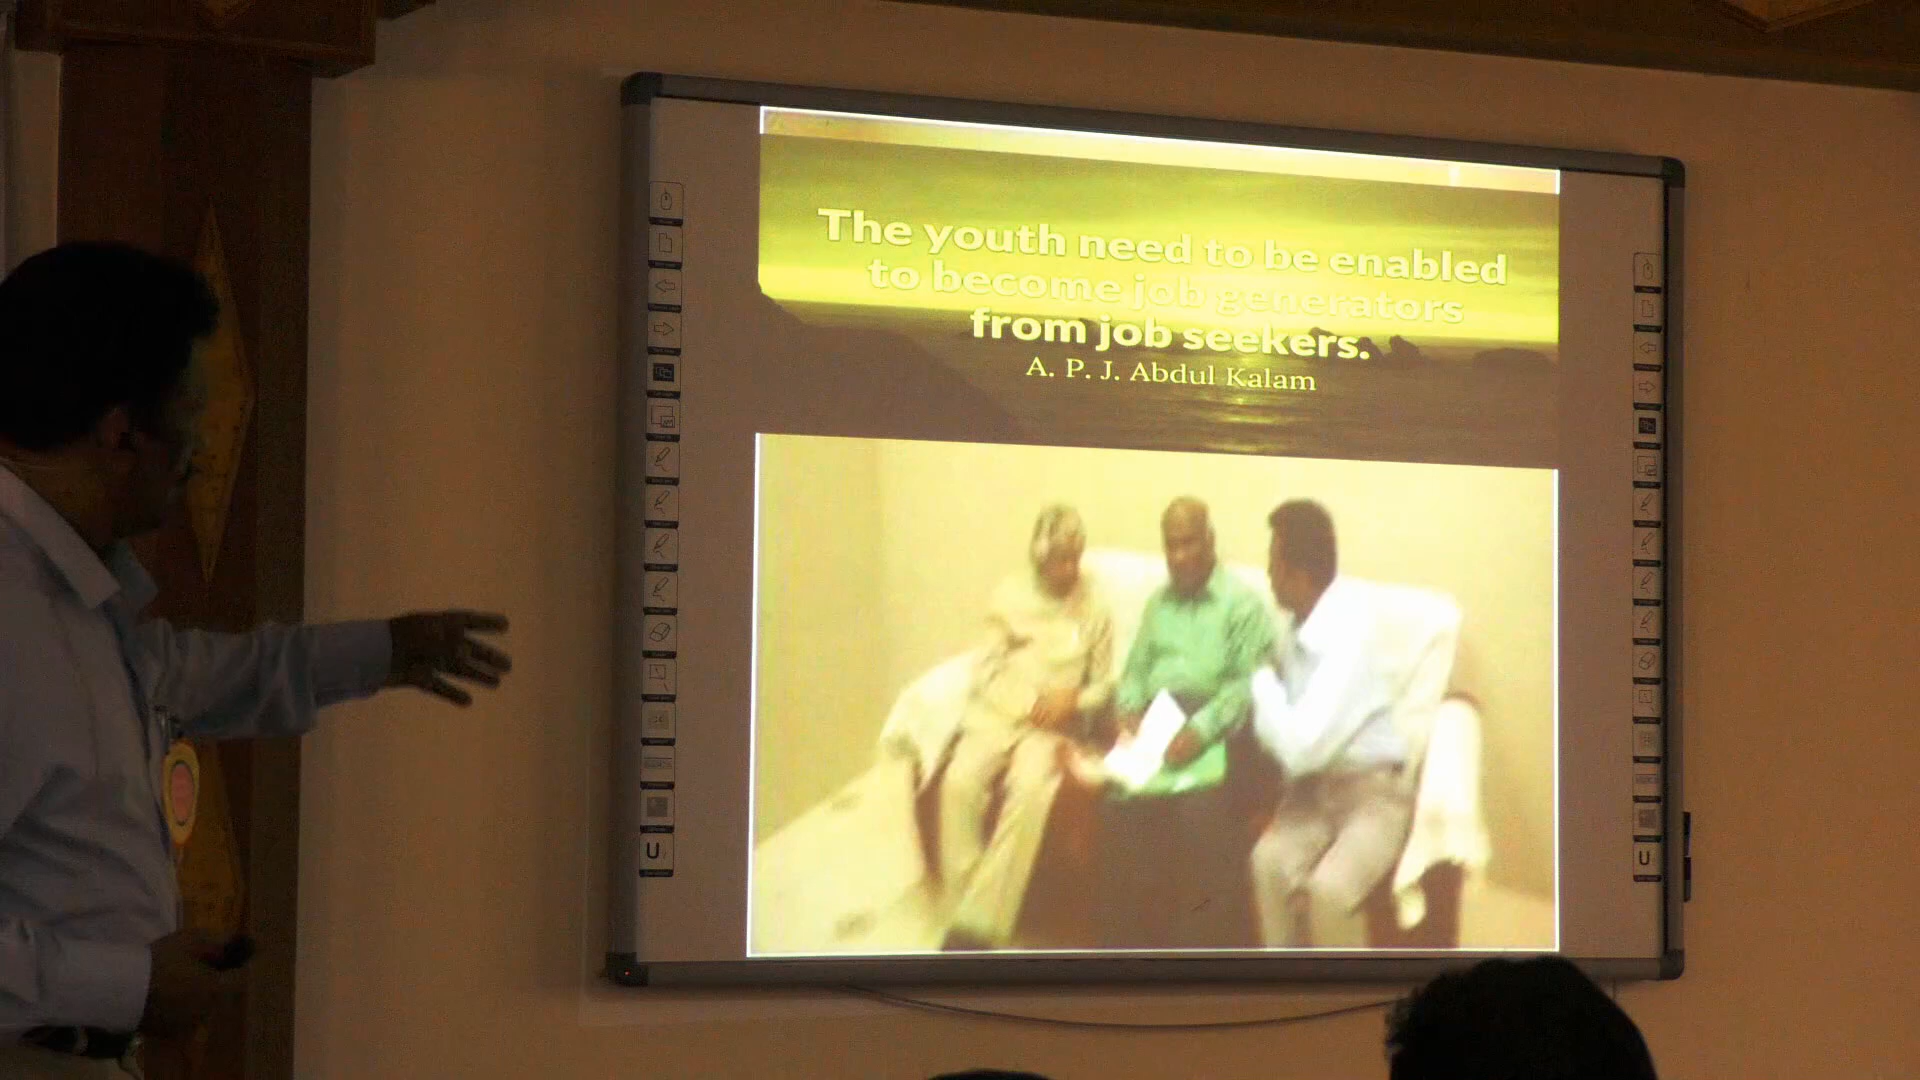 The youth need to be enabled
to become job generators
from job seekers.
A. P. J. Abdul Kalam
U
U